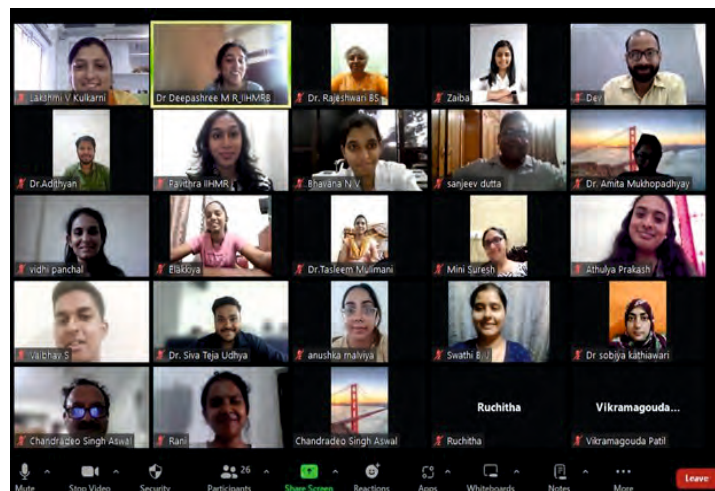 Lakshmi V Kulkarni
Dr Deepashree M R_IIHMRB
Dr. Rajeshwari BS
Zaiba
Dev
Dr.Adithyan
Pavithra IIHMR
Bhavana N V
sanjeev dutta
Dr. Amita Mukhopadhyay
vidhi panchal
Elakkiya
Dr.Tasleem Mulimani
Mini Suresh
Athulya Prakash
Vaibhav S
Dr. Siva Teja Udhya
anushka malviya
Swathi B J
Dr sobiya kathiawari
Chandradeo Singh Aswal
Rani
Chandradeo Singh Aswal
Ruchitha
Ruchitha
Vikramagouda...
Vikramagouda Patil
Mute
Stop Video
Security
26
Participants
Share Screen
Reactions
Apps
Whiteboards
Notes
More
Leave